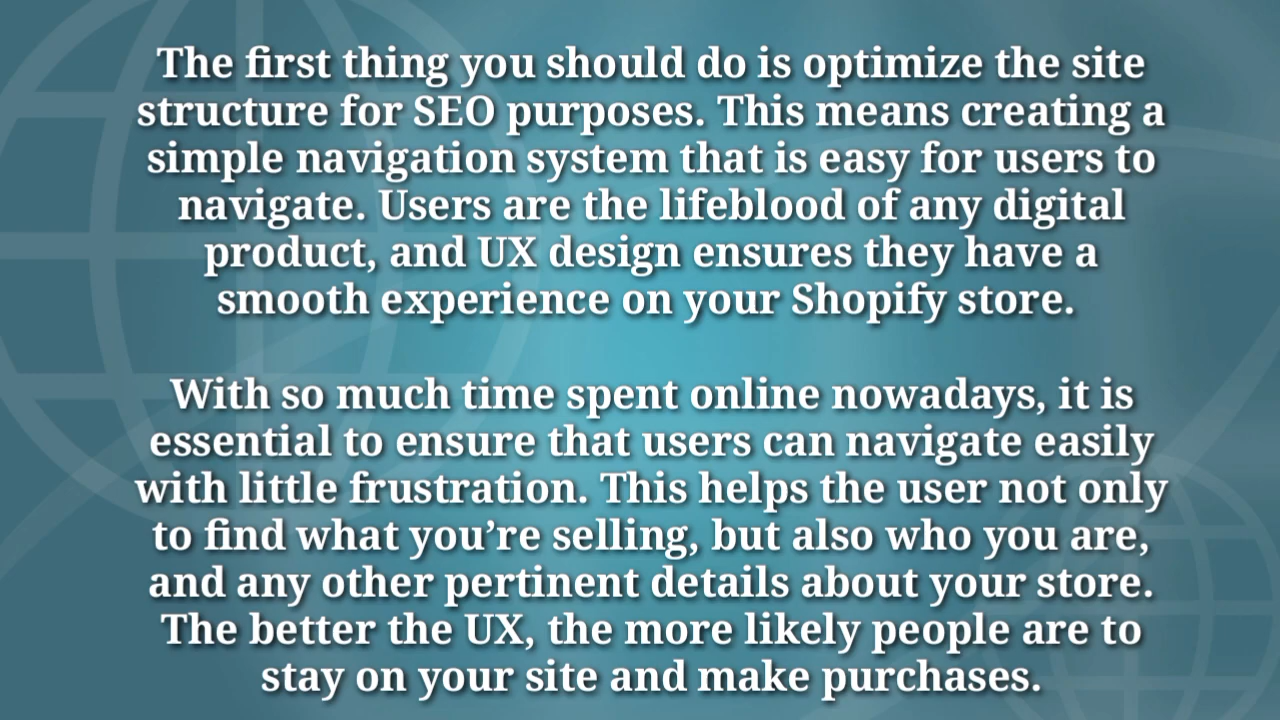 The first thing you should do is optimize the site
structure for SEO purposes. This means creating a
simple navigation system that is easy for users to
navigate. Users are the lifeblood of any digital
product, and UX design ensures they have a
smooth experience on your Shopify store.
With so much time spent online nowadays, it is
essential to ensure that users can navigate easily
with little frustration. This helps the user not only
to find what you’re selling, but also who you are,
and any other pertinent details about your store.
The better the UX, the more likely people are to
stay on your site and make purchases.